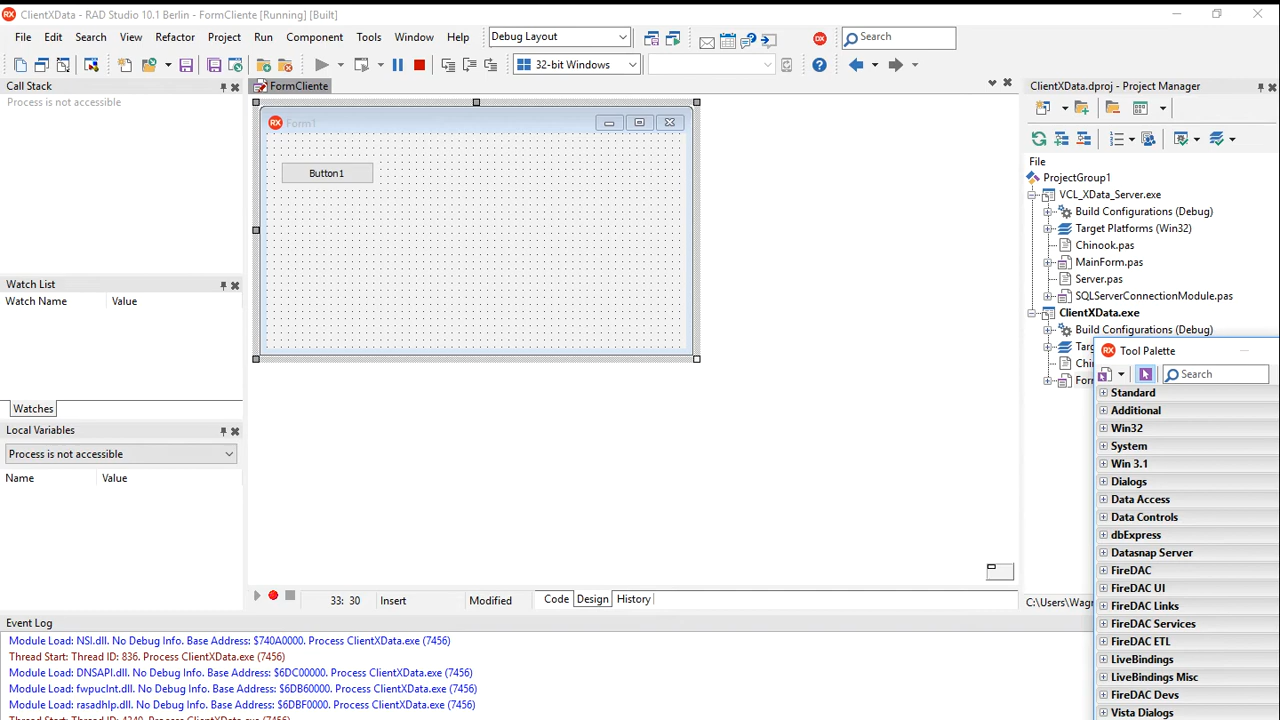 ClientXData - RAD Studio 10.1 Berlin - FormCliente [Running] [Built]
File Edit Search View Refactor Project Run Component Tools Window Help
Debug Layout
Search
32-bit Windows
Call Stack
Process is not accessible
FormCliente
ClientXData.dproj - Project Manager
Form1
Button1
File
ProjectGroup1
VCL_XData_Server.exe
Build Configurations (Debug)
Target Platforms (Win32)
Chinook.pas
MainForm.pas
Server.pas
SQLServerConnectionModule.pas
ClientXData.exe
Build Configurations (Debug)
Watch List
Watch Name Value
Watches
Local Variables
Process is not accessible
Name Value
Tool Palette
Search
Standard
Additional
Win32
System
Win 3.1
Dialogs
Data Access
Data Controls
dbExpress
Datasnap Server
FireDAC
FireDAC UI
FireDAC Links
FireDAC Services
FireDAC ETL
LiveBindings
LiveBindings Misc
FireDAC Devs
Vista Dialogs
33: 30 Insert Modified Code Design History
Event Log
Module Load: NSI.dll. No Debug Info. Base Address: $740A0000. Process ClientXData.exe (7456)
Thread Start: Thread ID: 836. Process ClientXData.exe (7456)
Module Load: DNSAPI.dll. No Debug Info. Base Address: $6DC00000. Process ClientXData.exe (7456)
Module Load: fwpuclnt.dll. No Debug Info. Base Address: $6DB60000. Process ClientXData.exe (7456)
Module Load: rasadhlp.dll. No Debug Info. Base Address: $6DBF0000. Process ClientXData.exe (7456)